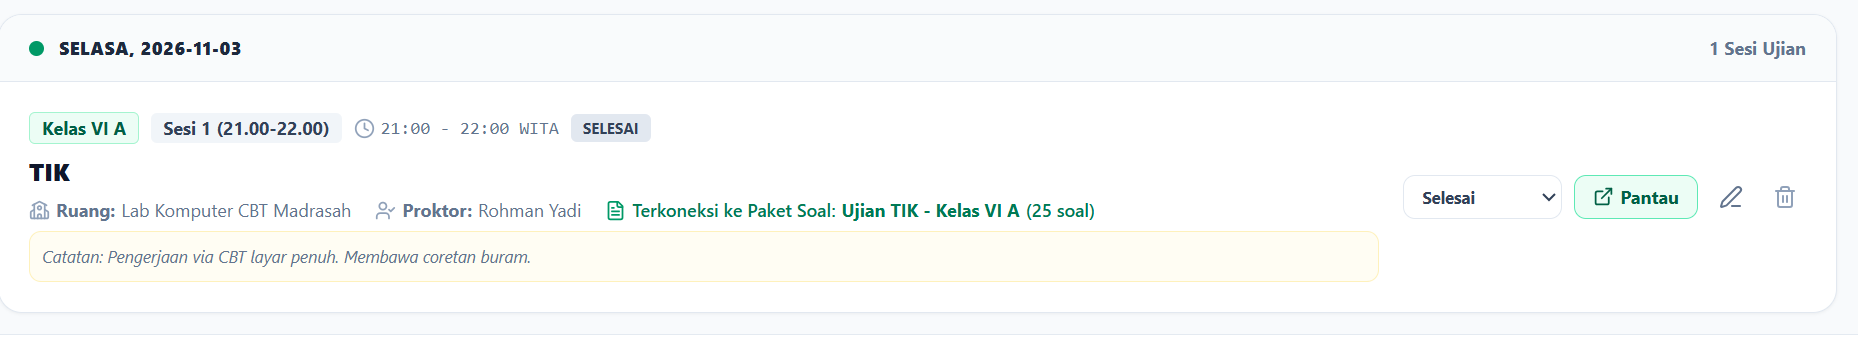 SELASA, 2026-11-03
1 Sesi Ujian
Kelas VI A
Sesi 1 (21.00-22.00)
21:00 - 22:00 WITA
SELESAI
TIK
Ruang: Lab Komputer CBT Madrasah
Proktor: Rohman Yadi
Terkoneksi ke Paket Soal: Ujian TIK - Kelas VI A (25 soal)
Selesai
Pantau
Catatan: Pengerjaan via CBT layar penuh. Membawa coretan buram.